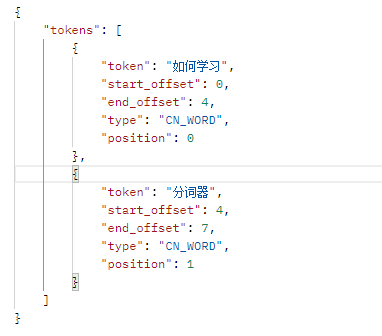 {
"tokens": [
{
"token": "如何学习",
"start_offset": 0,
"end_offset": 4,
"type": "CN_WORD",
"position": 0
},
{
"token": "分词器",
"start_offset": 4,
"end_offset": 7,
"type": "CN_WORD",
"position": 1
}
]
}